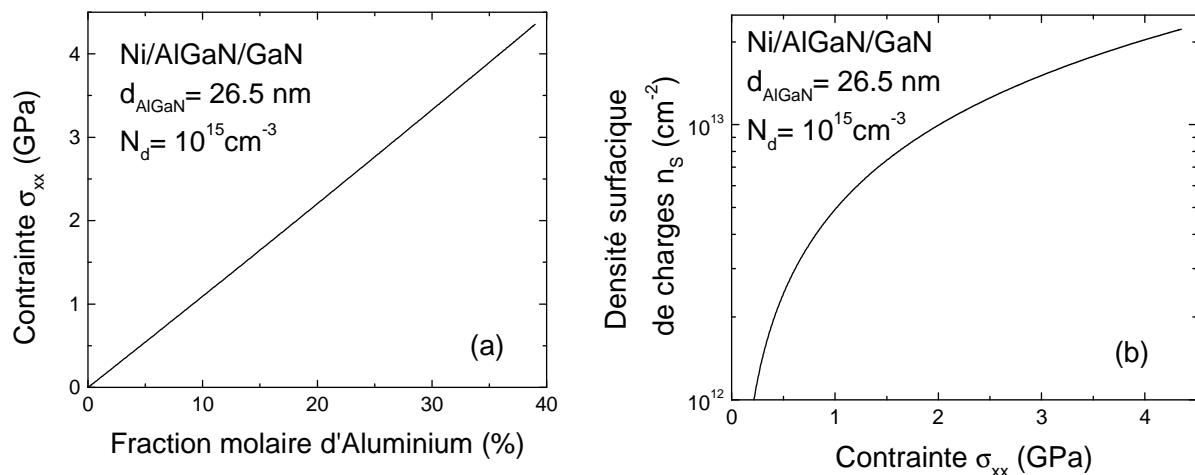 Ni/AlGaN/GaN
d_AlGaN= 26.5 nm
N_d= 10^15cm^-3
Contrainte σ_xx (GPa)
4
3
2
1
0
0 10 20 30 40
(a)
Fraction molaire d'Aluminium (%)
Ni/AlGaN/GaN
d_AlGaN= 26.5 nm
N_d= 10^15cm^-3
Densité surfacique
de charges n_S (cm^-2)
10^13
10^12
0 1 2 3 4
(b)
Contrainte σ_xx (GPa)